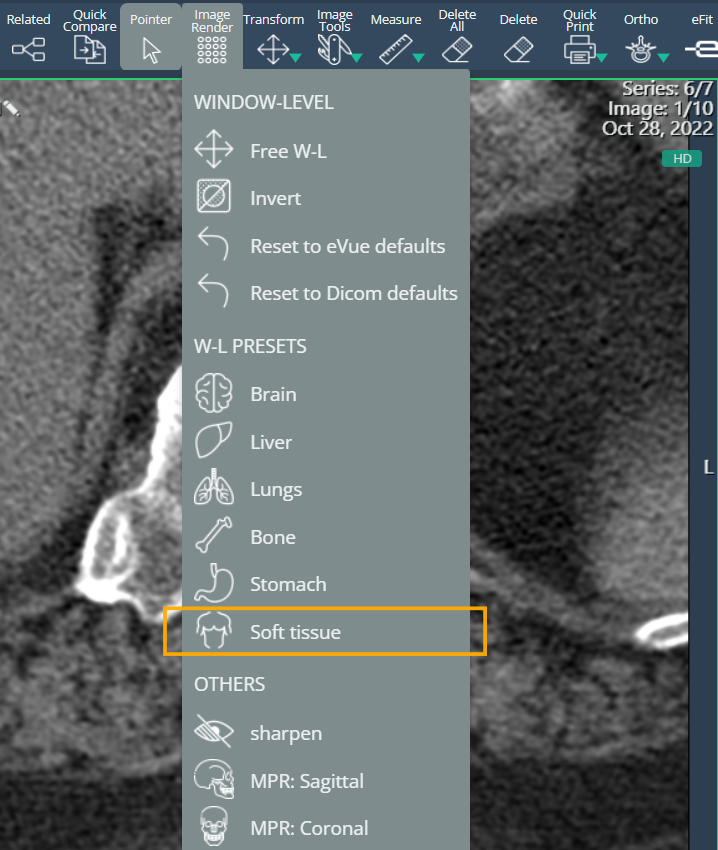 Related
Quick
Compare
Pointer
Image
Render
Transform
Image
Tools
Measure
Delete
All
Delete
Quick
Print
Ortho
eFit
Series: 6/7
Image: 1/10
Oct 28, 2022
HD
WINDOW-LEVEL
Free W-L
Invert
Reset to eVue defaults
Reset to Dicom defaults
W-L PRESETS
Brain
Liver
Lungs
Bone
Stomach
Soft tissue
L
OTHERS
sharpen
MPR: Sagittal
MPR: Coronal